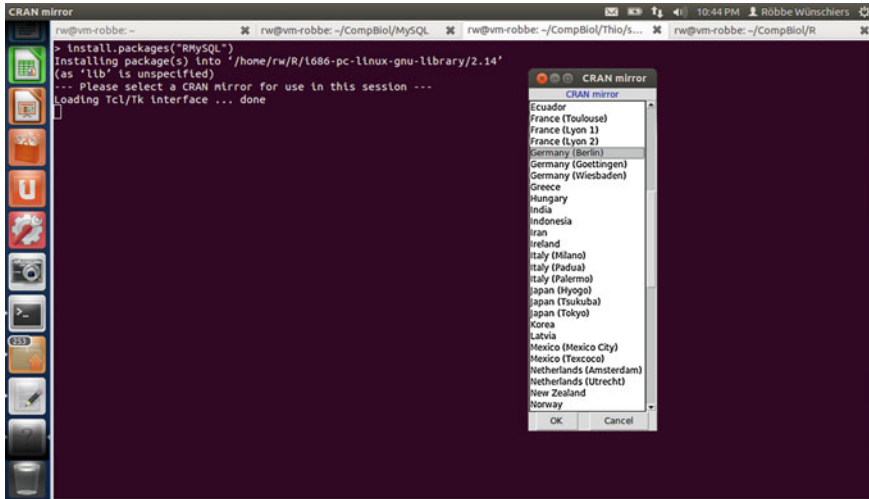 CRAN mirror
10:44 PM Röbbe Wünschiers
rw@vm-robbe: ~
rw@vm-robbe: ~/CompBiol/MySQL
rw@vm-robbe: ~/CompBiol/Thio/s...
rw@vm-robbe: ~/CompBiol/R
> install.packages("RMySQL")
Installing package(s) into ‘/home/rw/R/i686-pc-linux-gnu-library/2.14’
(as ‘lib’ is unspecified)
--- Please select a CRAN mirror for use in this session ---
Loading Tcl/Tk interface ... done
CRAN mirror
CRAN mirror
Ecuador
France (Toulouse)
France (Lyon 1)
France (Lyon 2)
Germany (Berlin)
Germany (Goettingen)
Germany (Wiesbaden)
Greece
Hungary
India
Indonesia
Iran
Ireland
Italy (Milano)
Italy (Padua)
Italy (Palermo)
Japan (Hyogo)
Japan (Tsukuba)
Japan (Tokyo)
Korea
Latvia
Mexico (Mexico City)
Mexico (Texcoco)
Netherlands (Amsterdam)
Netherlands (Utrecht)
New Zealand
Norway
OK Cancel
253